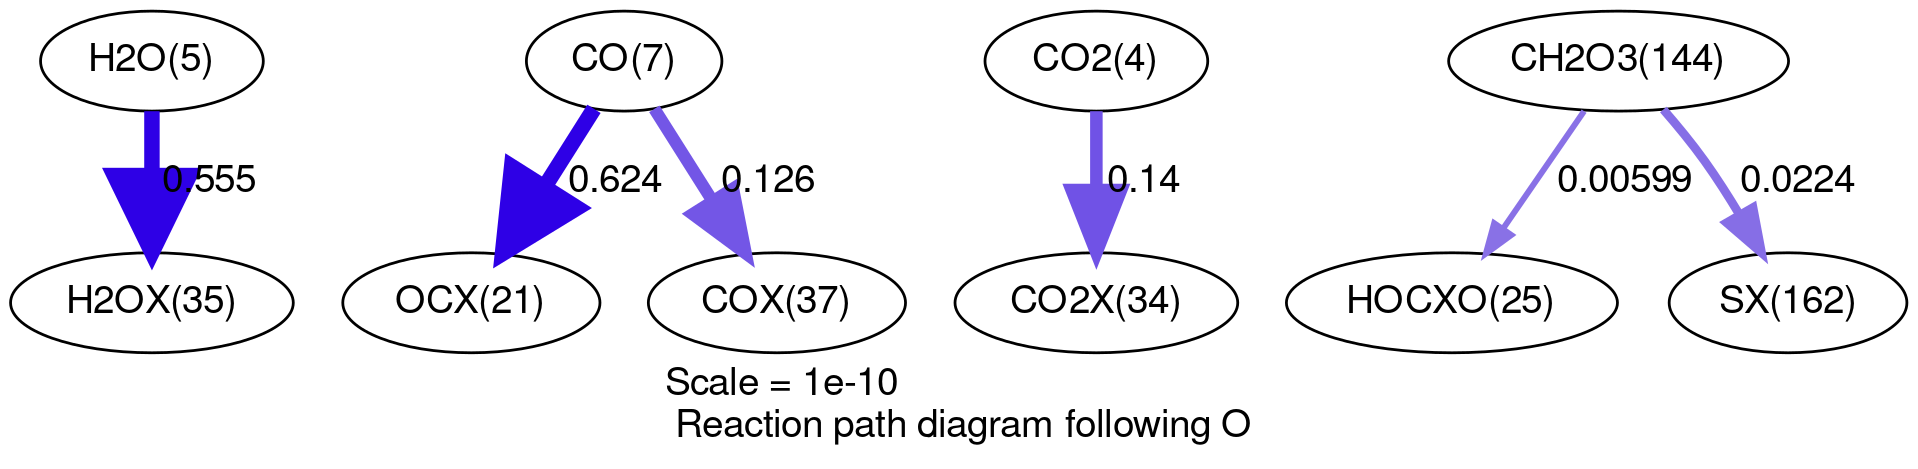 H2O(5)
CO(7)
CO2(4)
CH2O3(144)
0.555
0.624
0.126
0.14
0.00599
0.0224
H2OX(35)
OCX(21)
COX(37)
CO2X(34)
HOCXO(25)
SX(162)
Scale = 1e-10
Reaction path diagram following O